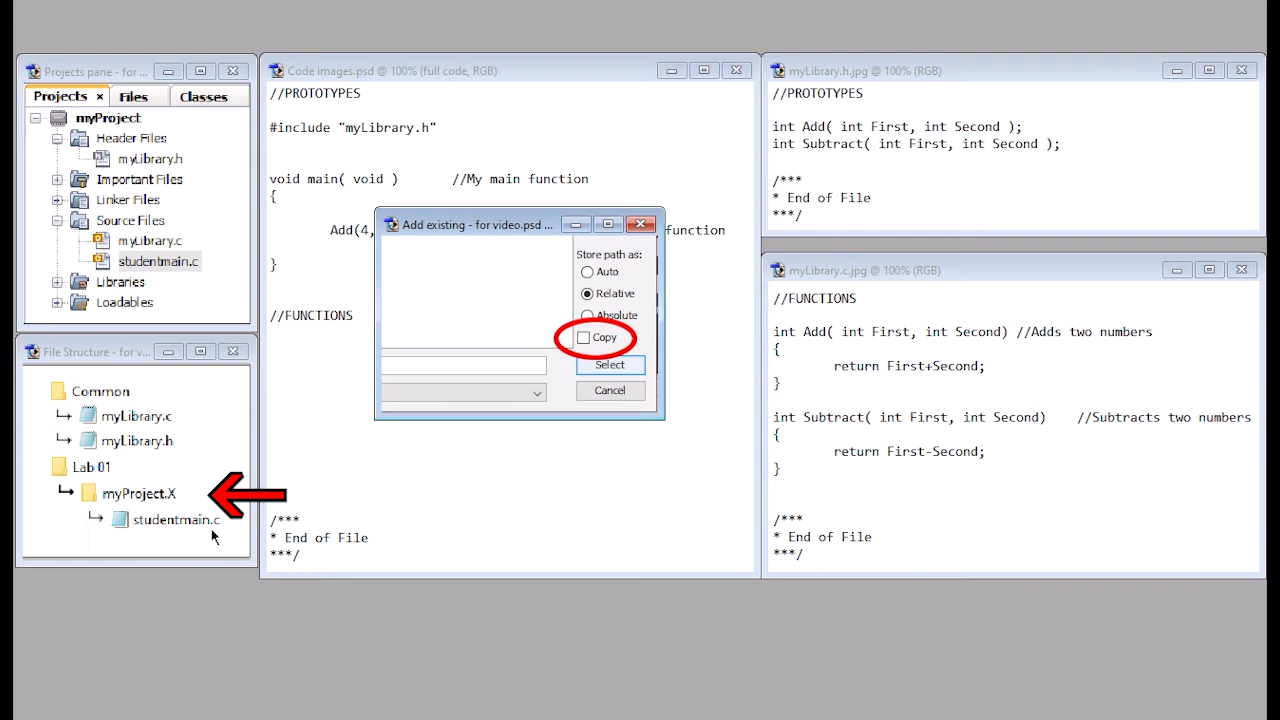 Projects pane - for ...
Projects × Files Classes
myProject
Header Files
myLibrary.h
Important Files
Linker Files
Source Files
myLibrary.c
studentmain.c
Libraries
Loadables
File Structure - for v...
Common
myLibrary.c
myLibrary.h
Lab 01
myProject.X
studentmain.c
Code images.psd @ 100% (full code, RGB)
//PROTOTYPES
#include "myLibrary.h"
void main( void ) //My main function
{
Add(4, function
}
//FUNCTIONS
/***
* End of File
***/
Add existing - for video.psd ...
Store path as:
Auto
Relative
Absolute
Copy
Select
Cancel
myLibrary.h.jpg @ 100% (RGB)
//PROTOTYPES
int Add( int First, int Second );
int Subtract( int First, int Second );
/***
* End of File
***/
myLibrary.c.jpg @ 100% (RGB)
//FUNCTIONS
int Add( int First, int Second) //Adds two numbers
{
return First+Second;
}
int Subtract( int First, int Second) //Subtracts two numbers
{
return First-Second;
}
/***
* End of File
***/